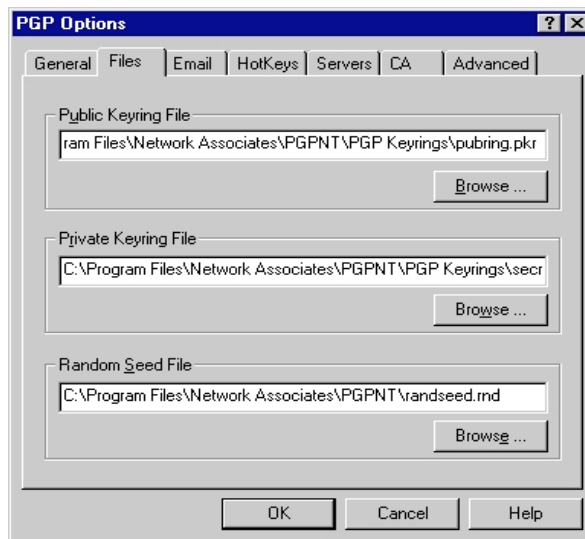 PGP Options
General Files Email HotKeys Servers CA Advanced
Public Keyring File
ram Files\Network Associates\PGPNT\PGP Keyrings\pubring.pkr
Browse ...
Private Keyring File
C:\Program Files\Network Associates\PGPNT\PGP Keyrings\secr
Browse ...
Random Seed File
C:\Program Files\Network Associates\PGPNT\randseed.rnd
Browse ...
OK Cancel Help